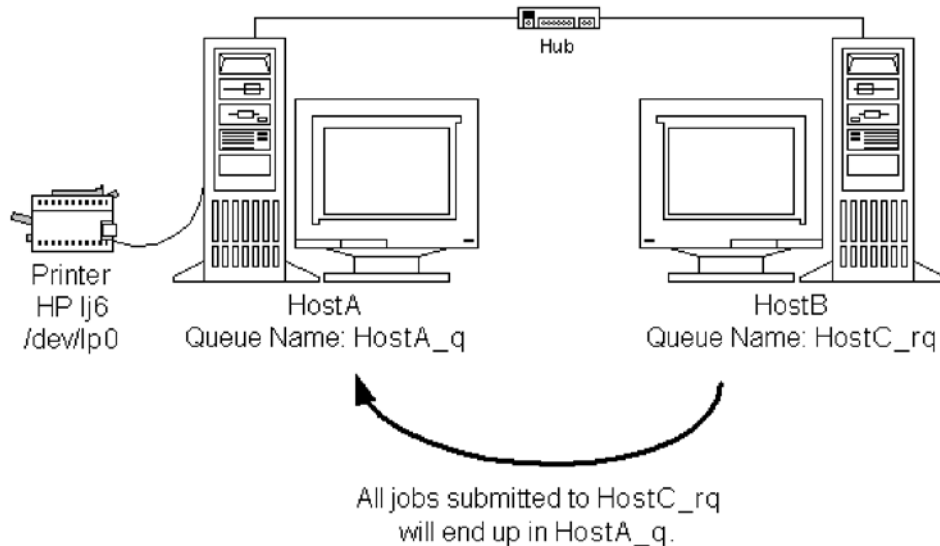 Hub
Printer
HP lj6
/dev/lp0
HostA
Queue Name: HostA_q
HostB
Queue Name: HostC_rq
All jobs submitted to HostC_rq
will end up in HostA_q.